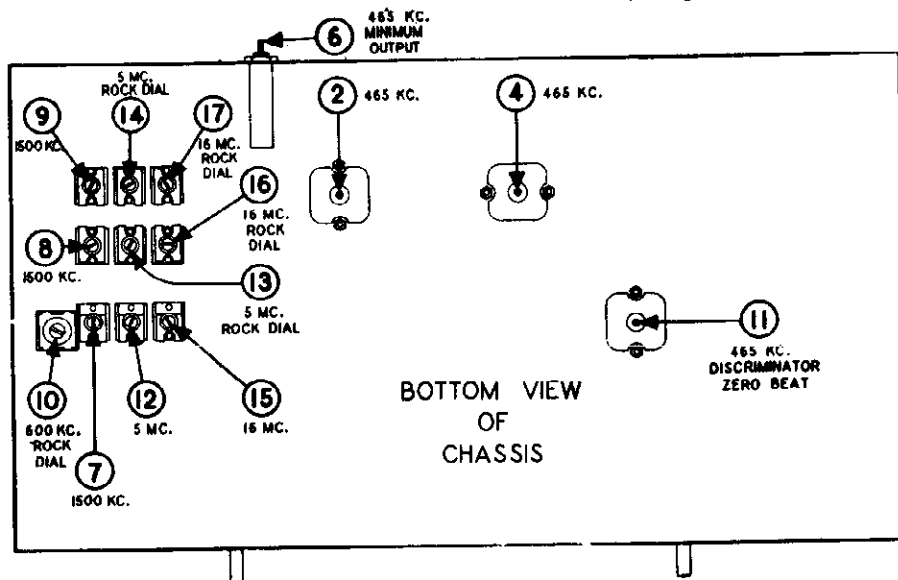 6
465 KC.
MINIMUM
OUTPUT
5 MC.
ROCK DIAL
9
1500 KC.
14
17
16 MC.
ROCK
DIAL
2
465 KC.
4
465 KC.
16
16 MC.
ROCK
DIAL
8
1500 KC.
13
5 MC.
ROCK DIAL
11
465 KC.
DISCRIMINATOR
ZERO BEAT
10
600 KC.
ROCK
DIAL
7
1500 KC.
12
5 MC.
15
16 MC.
BOTTOM VIEW
OF
CHASSIS